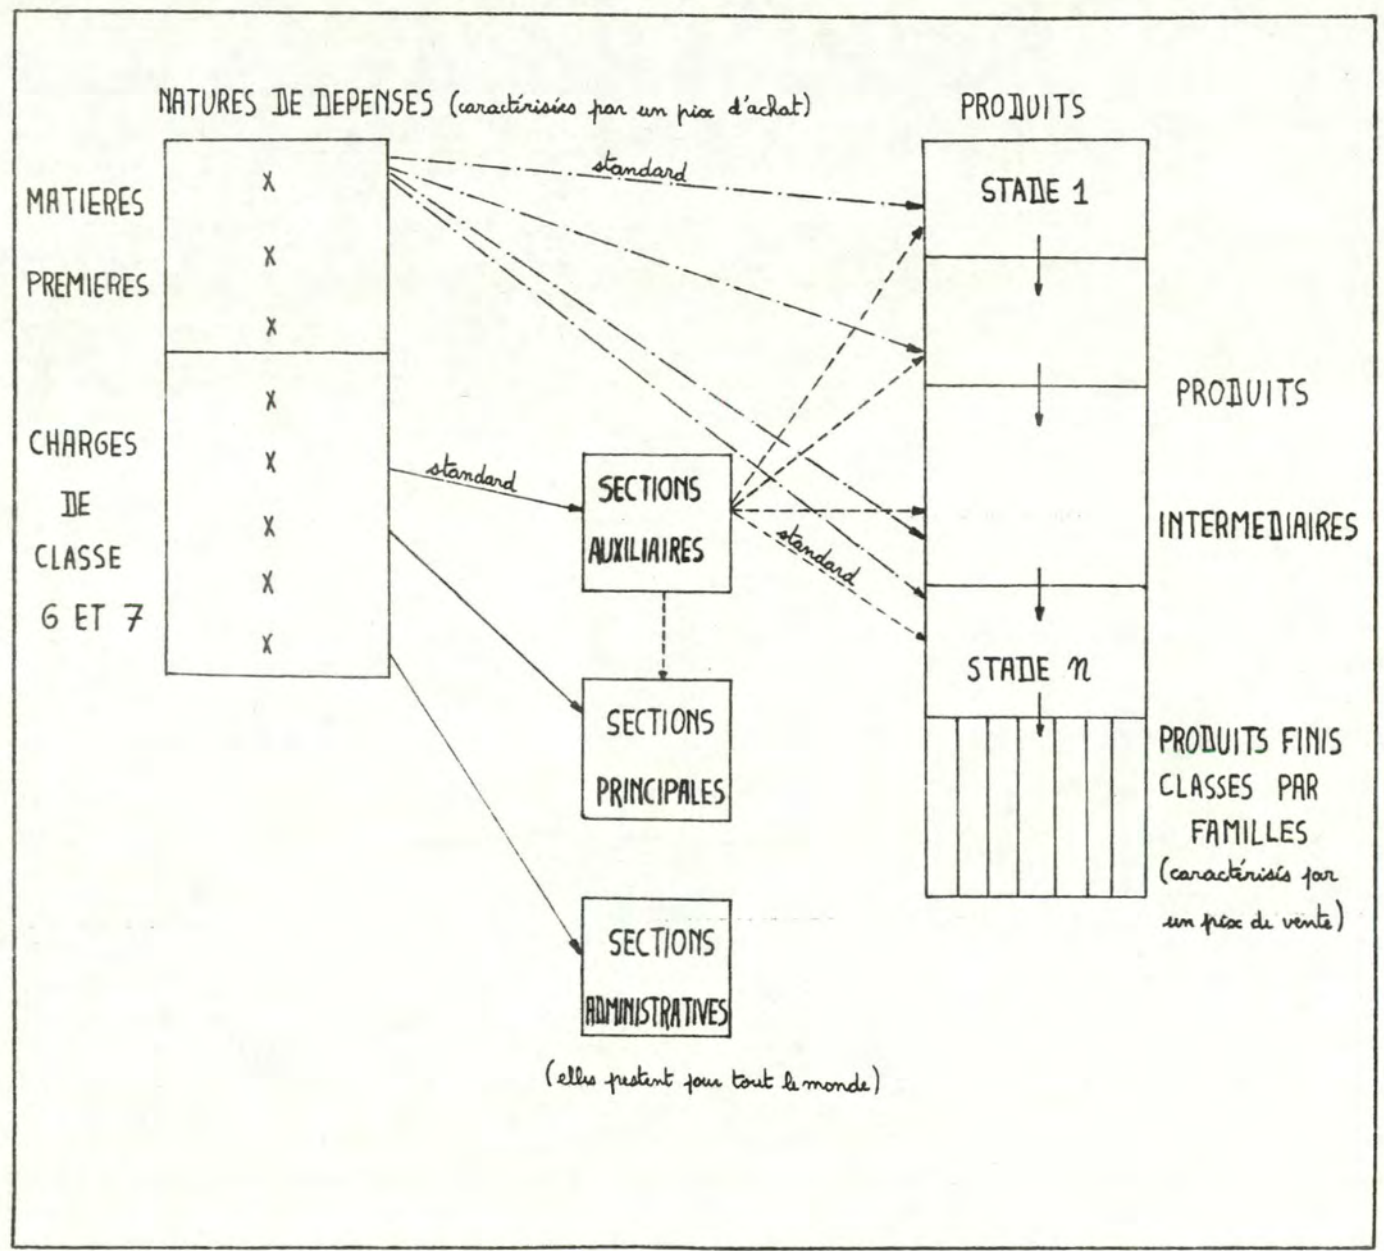 NATURES DE DEPENSES (caractérisées par un prix d'achat)
PRODUITS
MATIERES
PREMIERES
X
X
X
standard
STADE 1
CHARGES
DE
CLASSE
6 ET 7
X
X
X
X
X
standard
SECTIONS
AUXILIAIRES
standard
PRODUITS
INTERMEDIAIRES
SECTIONS
PRINCIPALES
STADE n
PRODUITS FINIS
CLASSES PAR
FAMILLES
(caractérisés par
un prix de vente)
SECTIONS
ADMINISTRATIVES
(elles prestent pour tout le monde)